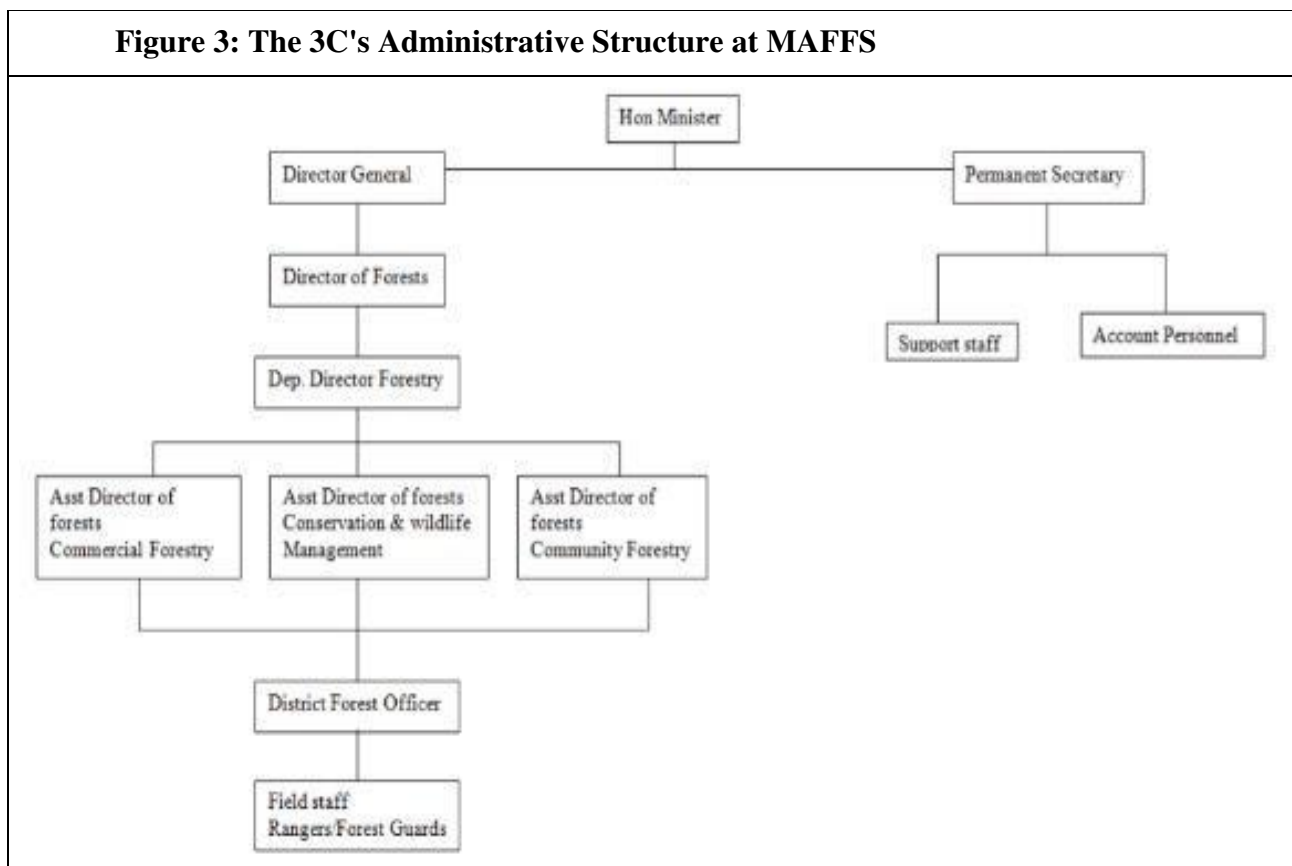 Figure 3: The 3C's Administrative Structure at MAFFS
Hon Minister
Director General
Permanent Secretary
Director of Forests
Support staff
Account Personnel
Dep. Director Forestry
Asst Director of
forests
Commercial Forestry
Asst Director of forests
Conservation & wildlife
Management
Asst Director of
forests
Community Forestry
District Forest Officer
Field staff
Rangers/Forest Guards